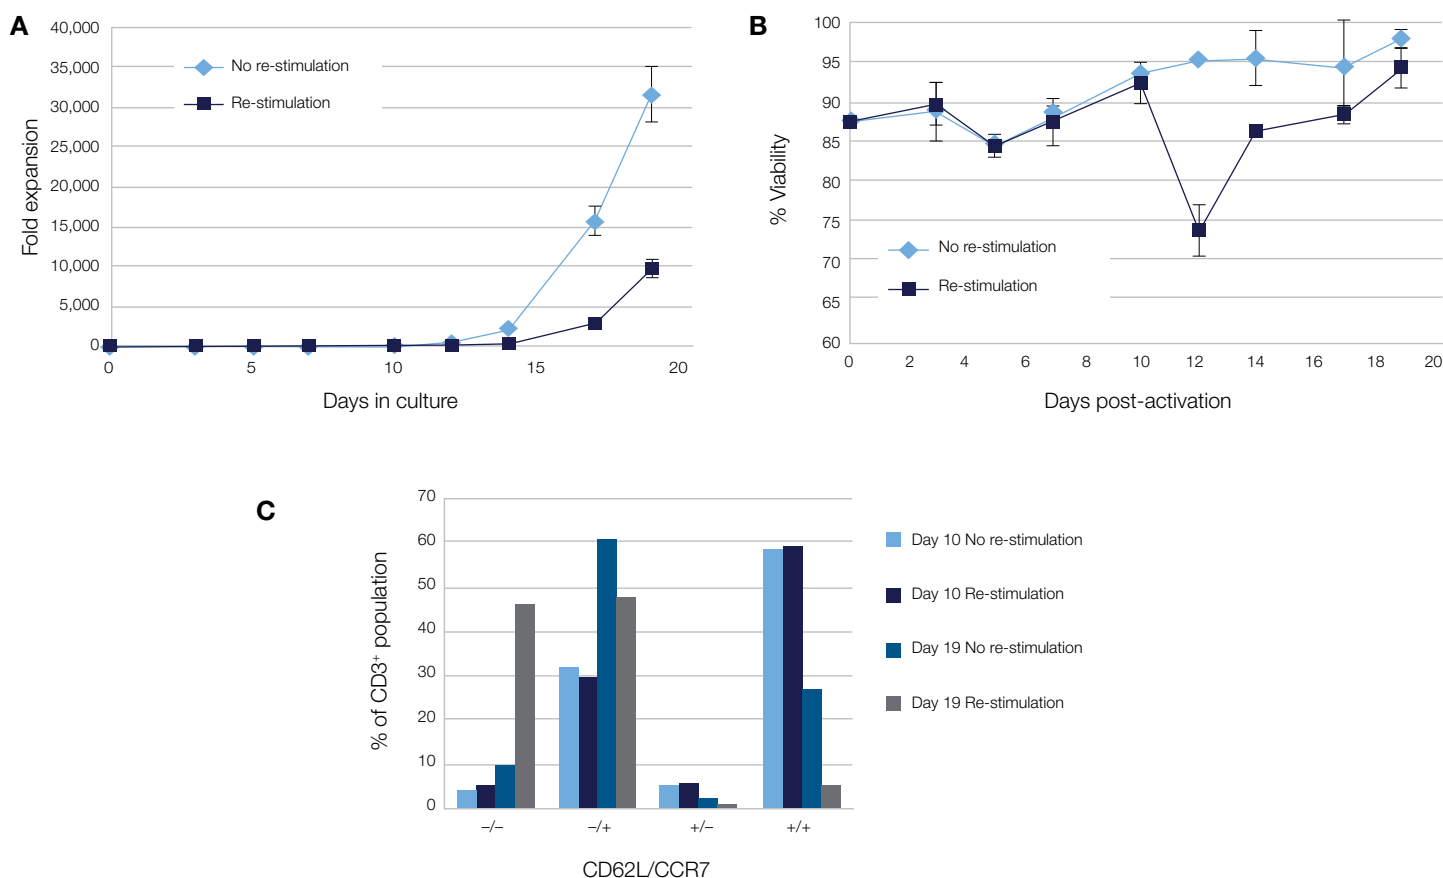 A
40,000
35,000
30,000
25,000
20,000
15,000
10,000
5,000
0
Fold expansion
No re-stimulation
Re-stimulation
0 5 10 15 20
Days in culture
B
100
95
90
85
80
75
70
65
60
% Viability
No re-stimulation
Re-stimulation
0 2 4 6 8 10 12 14 16 18 20
Days post-activation
C
70
60
50
40
30
20
10
0
% of CD3⁺ population
−/− −/+ +/− +/+
CD62L/CCR7
Day 10 No re-stimulation
Day 10 Re-stimulation
Day 19 No re-stimulation
Day 19 Re-stimulation